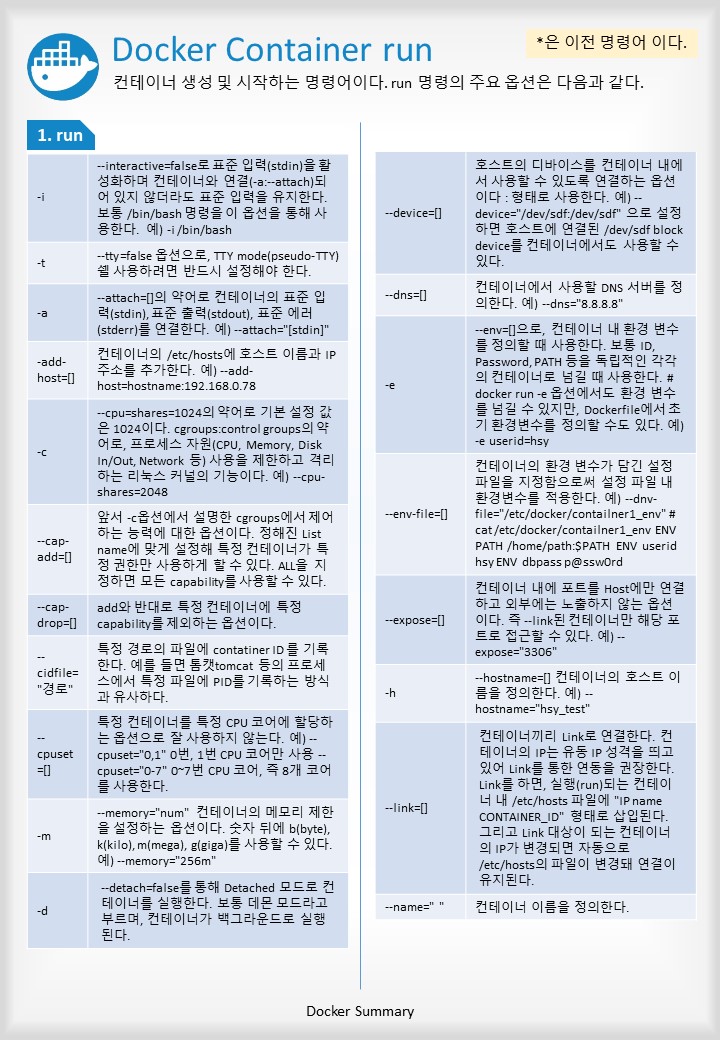 Docker Container run
*은 이전 명령어 이다.
컨테이너 생성 및 시작하는 명령어이다. run 명령의 주요 옵션은 다음과 같다.
1. run
-i
--interactive=false로 표준 입력(stdin)을 활
성화하며 컨테이너와 연결(-a:--attach)되
어 있지 않더라도 표준 입력을 유지한다.
보통 /bin/bash 명령을 이 옵션을 통해 사
용한다. 예) -i /bin/bash
-t
--tty=false 옵션으로, TTY mode(pseudo-TTY)
쉘 사용하려면 반드시 설정해야 한다.
-a
--attach=[]의 약어로 컨테이너의 표준 입
력(stdin), 표준 출력(stdout), 표준 에러
(stderr)를 연결한다. 예) --attach="[stdin]"
-add-
host=[]
컨테이너의 /etc/hosts에 호스트 이름과 IP
주소를 추가한다. 예) --add-
host=hostname:192.168.0.78
-c
--cpu=shares=1024의 약어로 기본 설정 값
은 1024이다. cgroups:control groups의 약
어로, 프로세스 자원(CPU, Memory, Disk
In/Out, Network 등) 사용을 제한하고 격리
하는 리눅스 커널의 기능이다. 예) --cpu-
shares=2048
--cap-
add=[]
앞서 -c옵션에서 설명한 cgroups에서 제어
하는 능력에 대한 옵션이다. 정해진 List
name에 맞게 설정해 특정 컨테이너가 특
정 권한만 사용하게 할 수 있다. ALL을 지
정하면 모든 capability를 사용할 수 있다.
--cap-
drop=[]
add와 반대로 특정 컨테이너에 특정
capability를 제외하는 옵션이다.
--
cidfile=
"경로"
특정 경로의 파일에 contatiner ID 를 기록
한다. 예를 들면 톰캣tomcat 등의 프로세
스에서 특정 파일에 PID를 기록하는 방식
과 유사하다.
--
cpuset
=[]
특정 컨테이너를 특정 CPU 코어에 할당하
는 옵션으로 잘 사용하지 않는다. 예) --
cpuset="0,1" 0번, 1번 CPU 코어만 사용 --
cpuset="0-7" 0~7번 CPU 코어, 즉 8개 코어
를 사용한다.
-m
--memory="num" 컨테이너의 메모리 제한
을 설정하는 옵션이다. 숫자 뒤에 b(byte),
k(kilo), m(mega), g(giga)를 사용할 수 있다.
예) --memory="256m"
-d
--detach=false를 통해 Detached 모드로 컨
테이너를 실행한다. 보통 데몬 모드라고
부르며, 컨테이너가 백그라운드로 실행
된다.
--device=[]
호스트의 디바이스를 컨테이너 내에
서 사용할 수 있도록 연결하는 옵션
이다 : 형태로 사용한다. 예) --
device="/dev/sdf:/dev/sdf" 으로 설정
하면 호스트에 연결된 /dev/sdf block
device를 컨테이너에서도 사용할 수
있다.
--dns=[]
컨테이너에서 사용할 DNS 서버를 정
의한다. 예) --dns="8.8.8.8"
-e
--env=[]으로, 컨테이너 내 환경 변수
를 정의할 때 사용한다. 보통 ID,
Password, PATH 등을 독립적인 각각
의 컨테이너로 넘길 때 사용한다. #
docker run -e 옵션에서도 환경 변수
를 넘길 수 있지만, Dockerfile에서 초
기 환경변수를 정의할 수도 있다. 예)
-e userid=hsy
--env-file=[]
컨테이너의 환경 변수가 담긴 설정
파일을 지정함으로써 설정 파일 내
환경변수를 적용한다. 예) --dnv-
file="/etc/docker/contailner1_env" #
cat /etc/docker/contailner1_env ENV
PATH /home/path:$PATH ENV userid
hsy ENV dbpass p@ssw0rd
--expose=[]
컨테이너 내에 포트를 Host에만 연결
하고 외부에는 노출하지 않는 옵션
이다. 즉 --link된 컨테이너만 해당 포
트로 접근할 수 있다. 예) --
expose="3306"
-h
--hostname=[] 컨테이너의 호스트 이
름을 정의한다. 예) --
hostname="hsy_test"
--link=[]
컨테이너끼리 Link로 연결한다. 컨
테이너의 IP는 유동 IP 성격을 띄고
있어 Link를 통한 연동을 권장한다.
Link를 하면, 실행(run)되는 컨테이
너 내 /etc/hosts 파일에 "IP name
CONTAINER_ID" 형태로 삽입된다.
그리고 Link 대상이 되는 컨테이너
의 IP가 변경되면 자동으로
/etc/hosts의 파일이 변경돼 연결이
유지된다.
--name=" "
컨테이너 이름을 정의한다.
Docker Summary